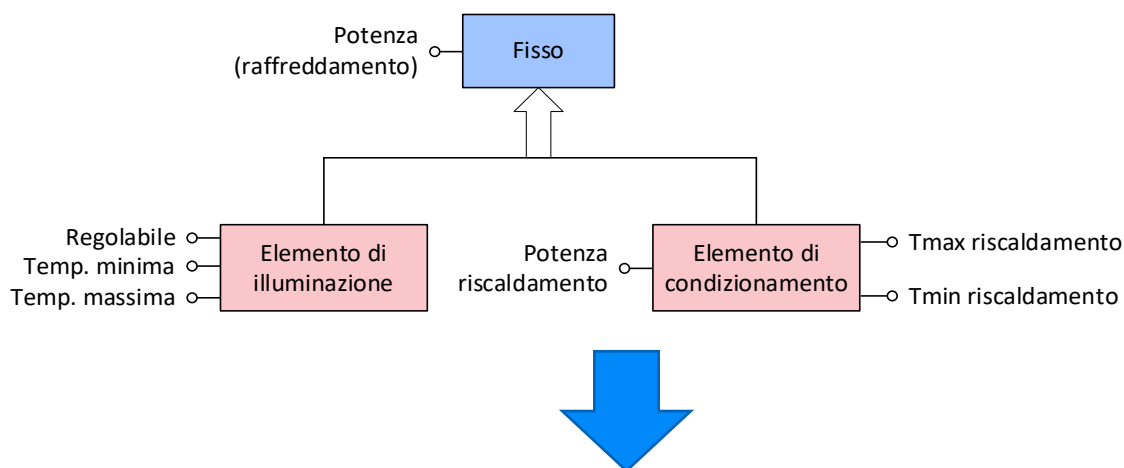 Potenza
(raffreddamento)
Fisso
Regolabile
Temp. minima
Temp. massima
Elemento di
illuminazione
Potenza
riscaldamento
Elemento di
condizionamento
Tmax riscaldamento
Tmin riscaldamento